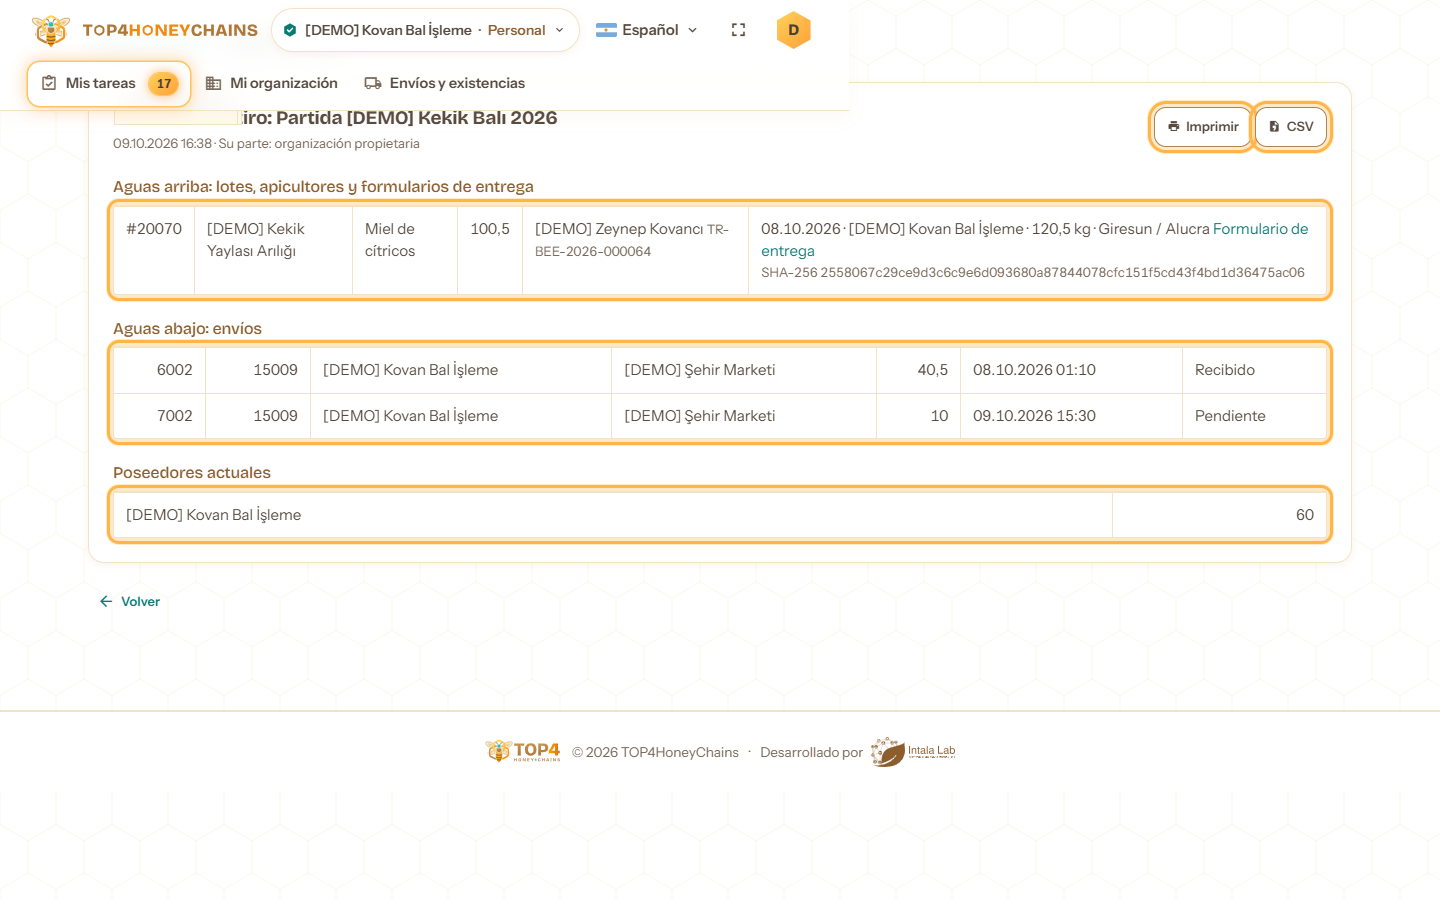 TOP4HONEYCHAINS
[DEMO] Kovan Bal İşleme · Personal
Español
D
Mis tareas 17
Mi organización
Envíos y existencias
iro: Partida [DEMO] Kekik Balı 2026
09.10.2026 16:38 · Su parte: organización propietaria
Imprimir
CSV
Aguas arriba: lotes, apicultores y formularios de entrega
#20070
[DEMO] Kekik
Yaylası Arılığı
Miel de
cítricos
100,5
[DEMO] Zeynep Kovancı TR-
BEE-2026-000064
08.10.2026 · [DEMO] Kovan Bal İşleme · 120,5 kg · Giresun / Alucra Formulario de
entrega
SHA-256 2558067c29ce9d3c6c9e6d093680a87844078cfc151f5cd43f4bd1d36475ac06
Aguas abajo: envíos
6002 15009 [DEMO] Kovan Bal İşleme [DEMO] Şehir Marketi 40,5 08.10.2026 01:10 Recibido
7002 15009 [DEMO] Kovan Bal İşleme [DEMO] Şehir Marketi 10 09.10.2026 15:30 Pendiente
Poseedores actuales
[DEMO] Kovan Bal İşleme 60
Volver
TOP4
HONEYCHAINS
© 2026 TOP4HoneyChains · Desarrollado por
Intala Lab